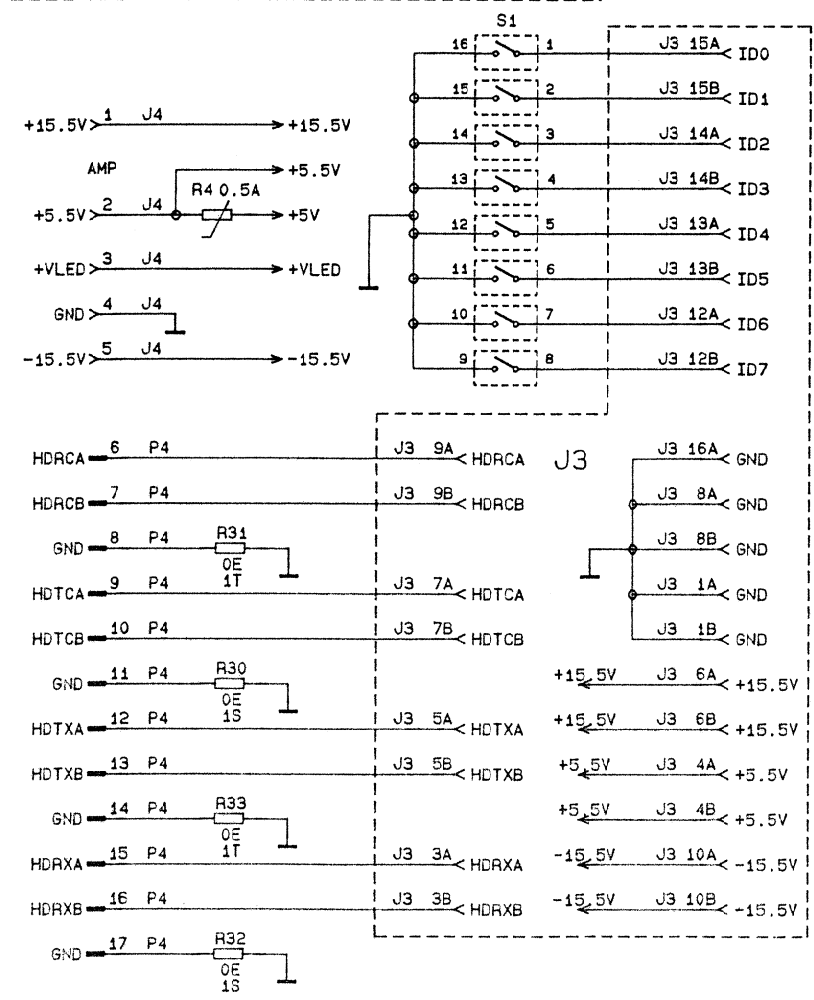 S1
16 1 J3 15A ID0
15 2 J3 15B ID1
+15.5V 1 J4 +15.5V
14 3 J3 14A ID2
AMP +5.5V
13 4 J3 14B ID3
R4 0.5A
+5.5V 2 J4 +5V
12 5 J3 13A ID4
+VLED 3 J4 +VLED
11 6 J3 13B ID5
GND 4 J4
10 7 J3 12A ID6
-15.5V 5 J4 -15.5V
9 8 J3 12B ID7
HDRCA 6 P4 J3 9A HDRCA J3 J3 16A GND
HDRCB 7 P4 J3 9B HDRCB J3 8A GND
GND 8 P4 R31 J3 8B GND
0E
1T
HDTCA 9 P4 J3 7A HDTCA J3 1A GND
HDTCB 10 P4 J3 7B HDTCB J3 1B GND
GND 11 P4 R30 +15.5V J3 6A +15.5V
0E
1S
HDTXA 12 P4 J3 5A HDTXA +15.5V J3 6B +15.5V
HDTXB 13 P4 J3 5B HDTXB +5.5V J3 4A +5.5V
GND 14 P4 R33 +5.5V J3 4B +5.5V
0E
1T
HDRXA 15 P4 J3 3A HDRXA -15.5V J3 10A -15.5V
HDRXB 16 P4 J3 3B HDRXB -15.5V J3 10B -15.5V
GND 17 P4 R32
0E
1S